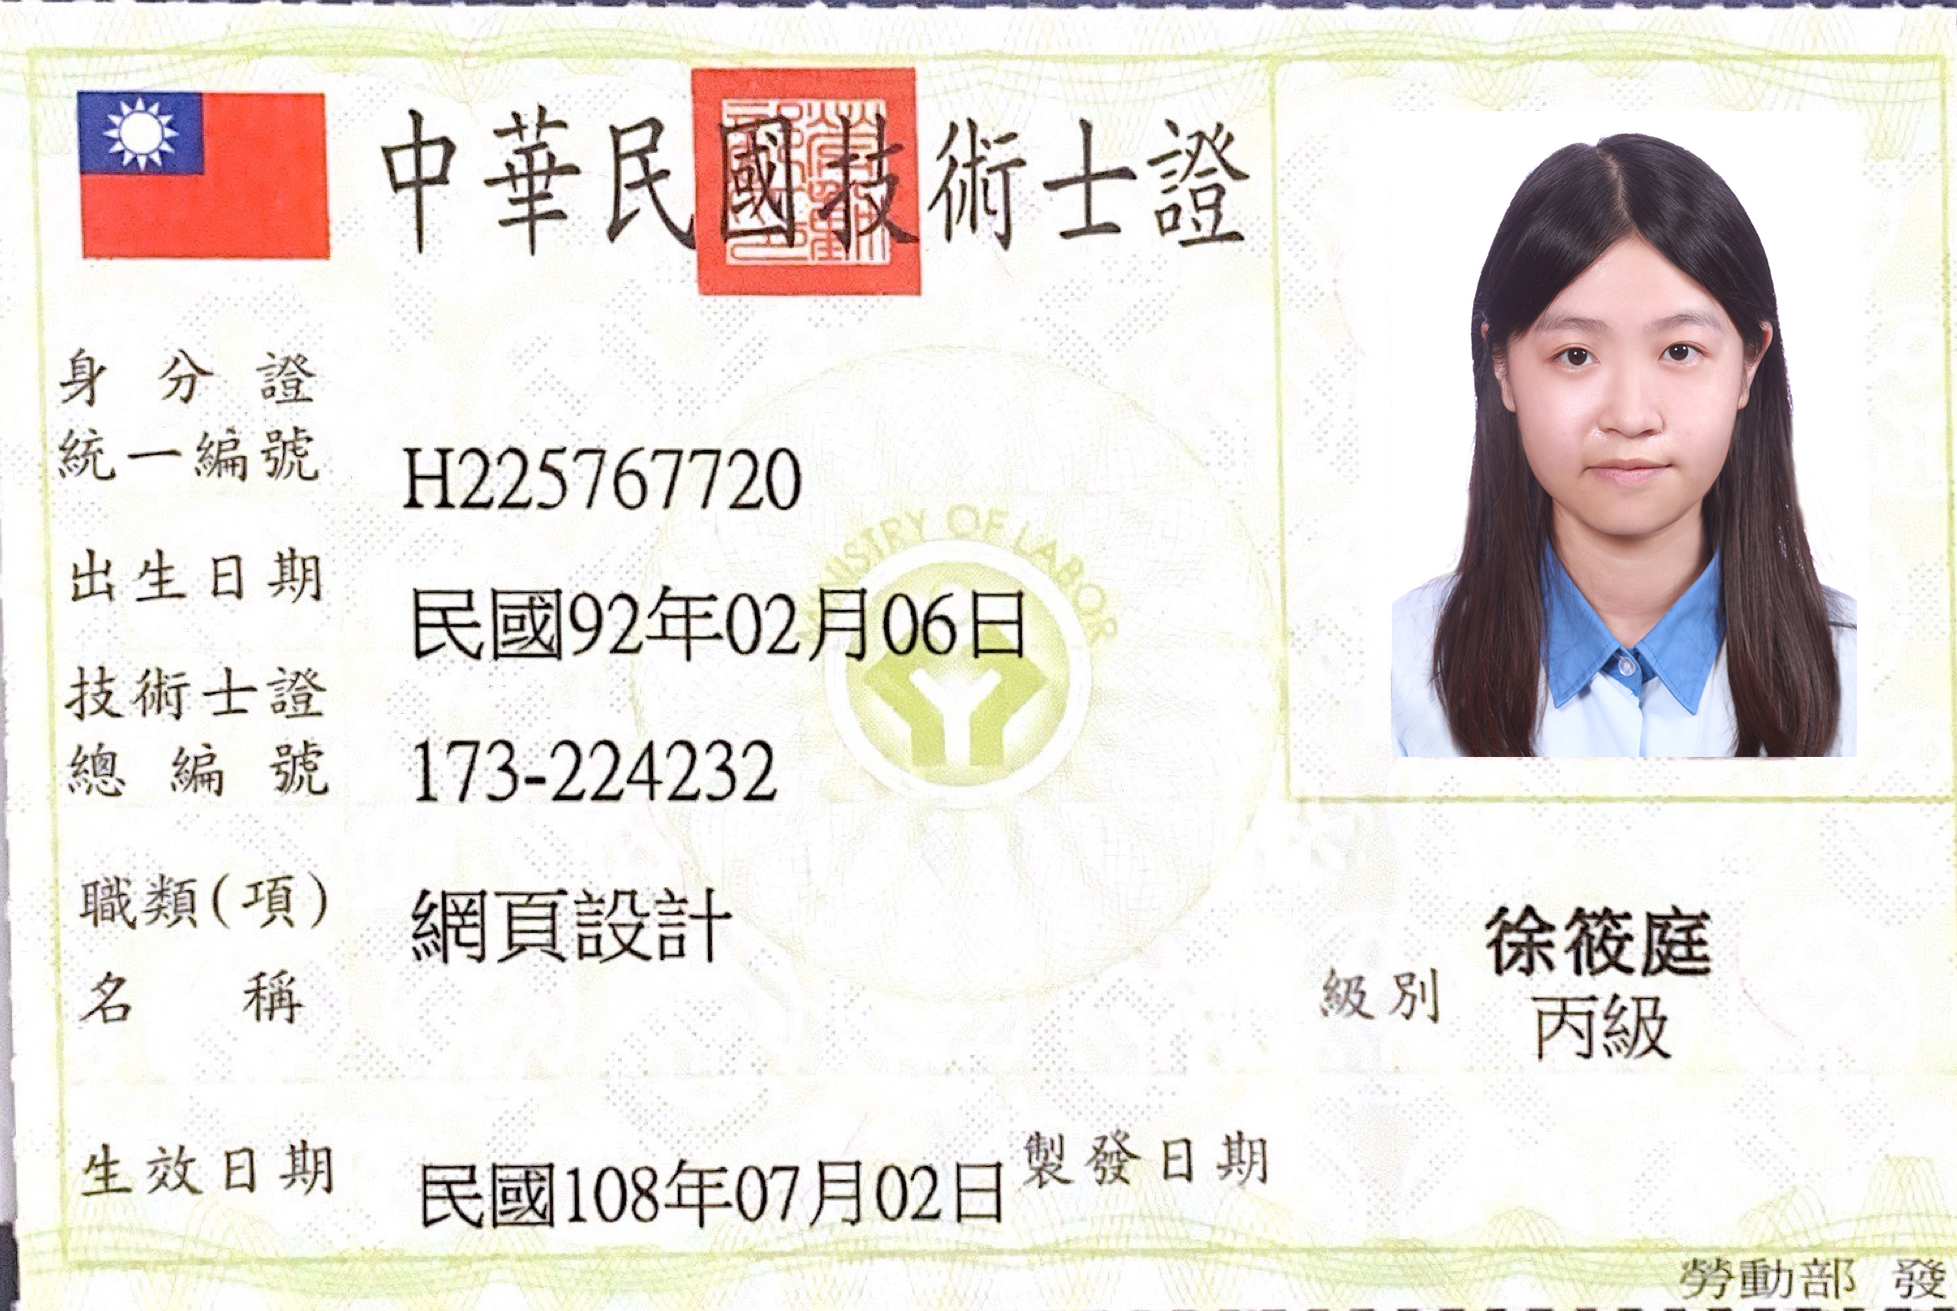 中華民國技術士證
身分證
統一編號 H225767720
出生日期 民國92年02月06日
MINISTRY OF LABOR
技術士證
總編號 173-224232
職類(項)
名稱 網頁設計
徐筱庭
級別 丙級
生效日期 民國108年07月02日 製發日期
勞動部 發